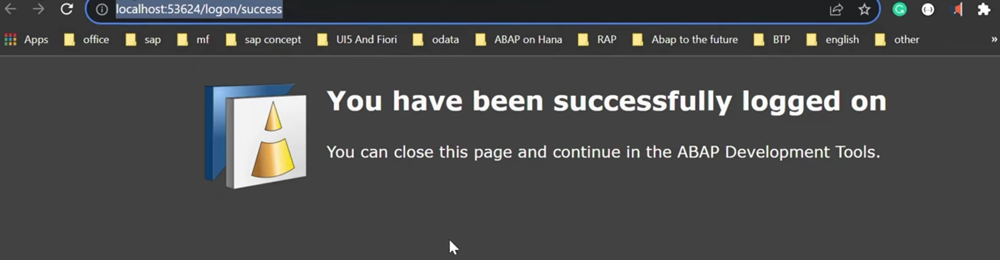 localhost:53624/logon/success
Apps office sap mf sap concept UI5 And Fiori odata ABAP on Hana RAP Abap to the future BTP english other »
You have been successfully logged on
You can close this page and continue in the ABAP Development Tools.